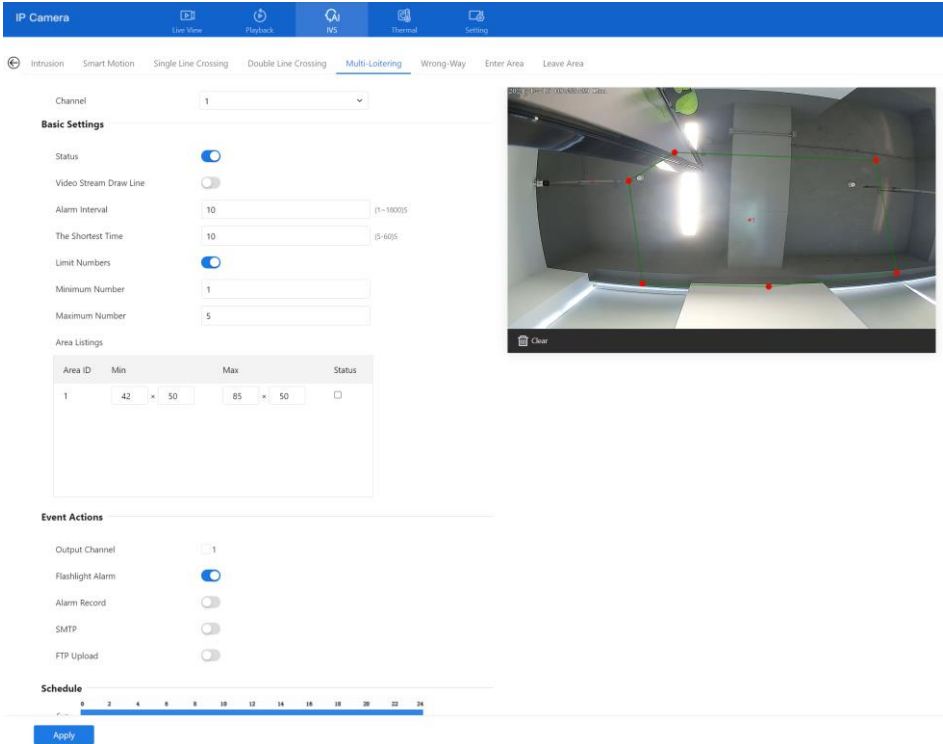 IP Camera
Live View
Playback
IVS
Thermal
Setting
Intrusion Smart Motion Single Line Crossing Double Line Crossing Multi-Loitering Wrong-Way Enter Area Leave Area
Channel 1
Basic Settings
Status
Video Stream Draw Line
Alarm Interval 10 (1~1800)S
The Shortest Time 10 (5-60)S
Limit Numbers
Minimum Number 1
Maximum Number 5
Area Listings
Area ID Min Max Status
1 42 × 50 85 × 50
Clear
Event Actions
Output Channel 1
Flashlight Alarm
Alarm Record
SMTP
FTP Upload
Schedule
0 2 4 6 8 10 12 14 16 18 20 22 24
Apply